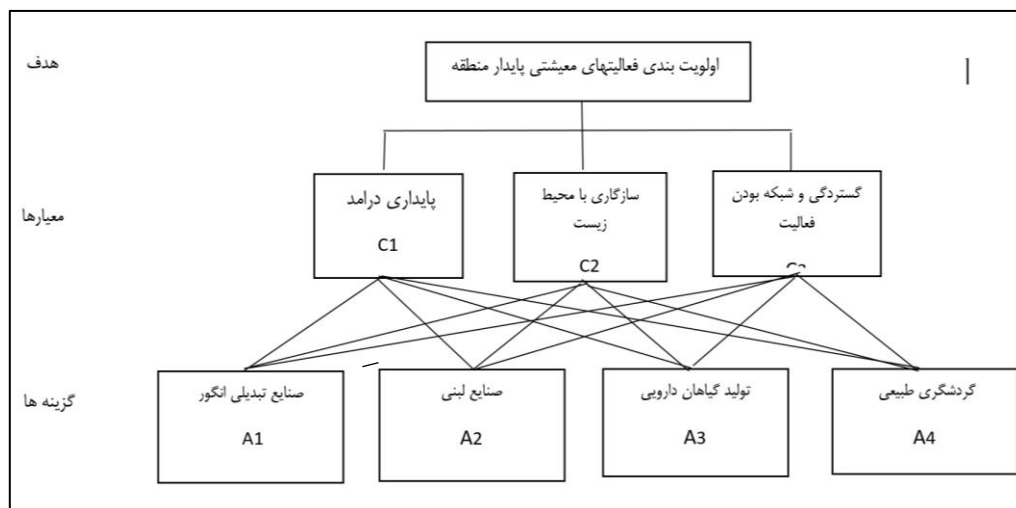 هدف
اولویت بندی فعالیتهای معیشتی پایدار منطقه
معیارها
گستردگی و شبکه بودن
فعالیت
سازگاری با محیط
زیست
C2
پایداری درامد
C1
گزینه ها
گردشگری طبیعی
A4
تولید گیاهان دارویی
A3
صنایع لبنی
A2
صنایع تبدیلی انگور
A1